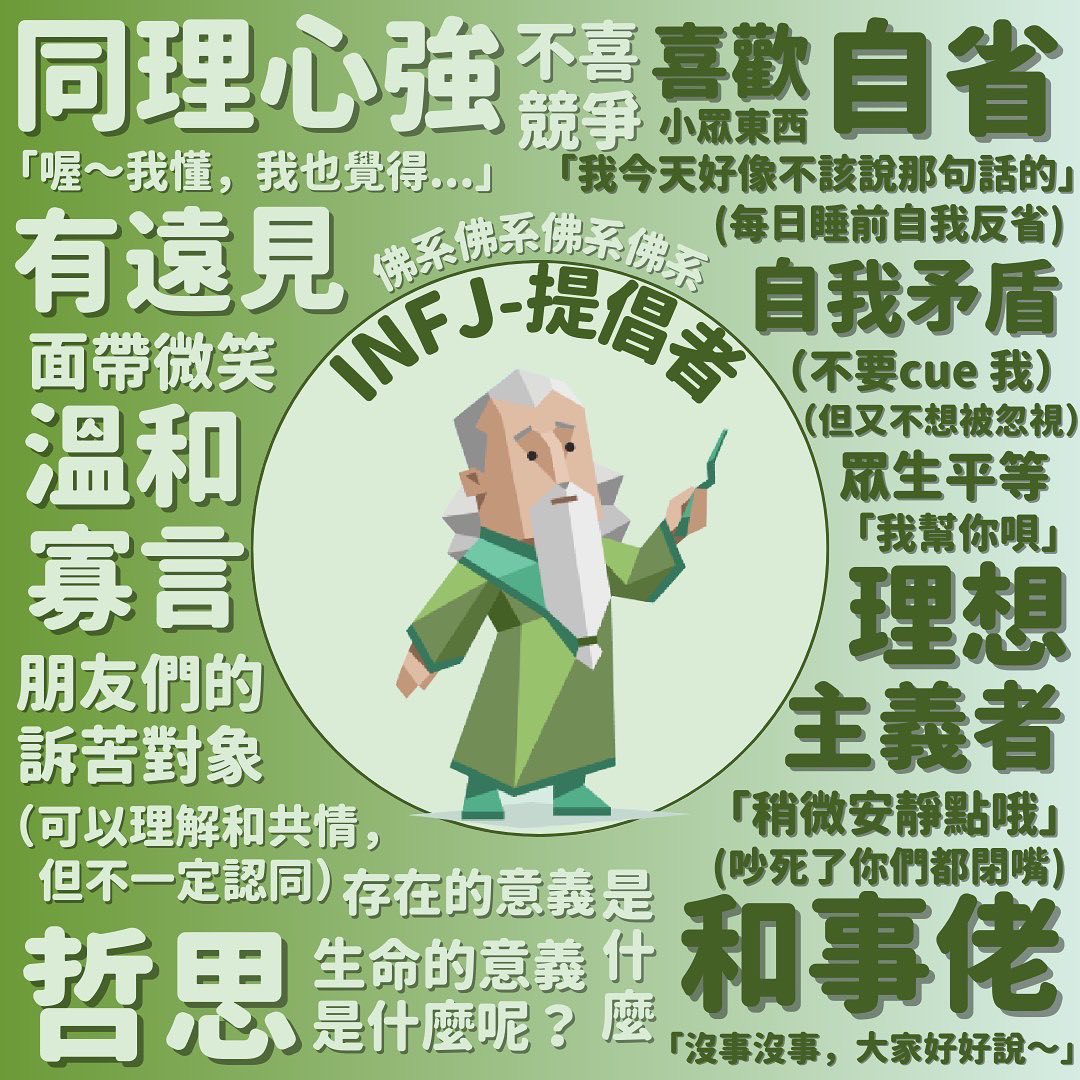 同理心強
不喜
競爭
喜歡
小眾東西
自省
「喔～我懂，我也覺得...」
「我今天好像不該說那句話的」
(每日睡前自我反省)
有遠見
佛系佛系佛系佛系
INFJ-提倡者
自我矛盾
面帶微笑
（不要cue 我）
（但又不想被忽視）
溫和
眾生平等
「我幫你唄」
寡言
理想
主義者
朋友們的
訴苦對象
「稍微安靜點哦」
(吵死了你們都閉嘴)
（可以理解和共情，
但不一定認同）
存在的意義是
什
麼
和事佬
哲思
生命的意義
是什麼呢？
「沒事沒事，大家好好說～」